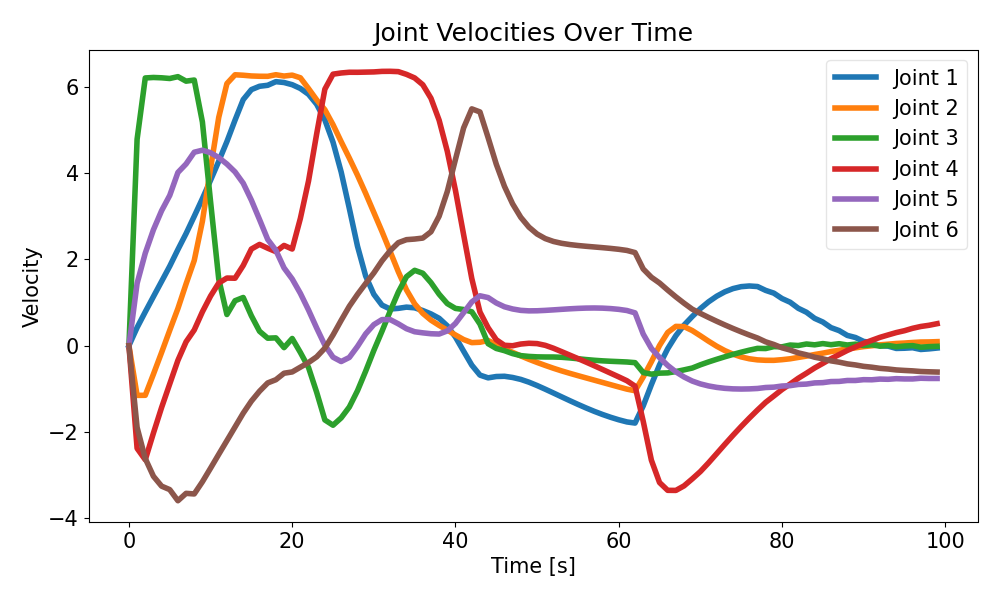 Joint Velocities Over Time
Velocity
6
4
2
0
−2
−4
0
20
40
60
80
100
Time [s]
Joint 1
Joint 2
Joint 3
Joint 4
Joint 5
Joint 6